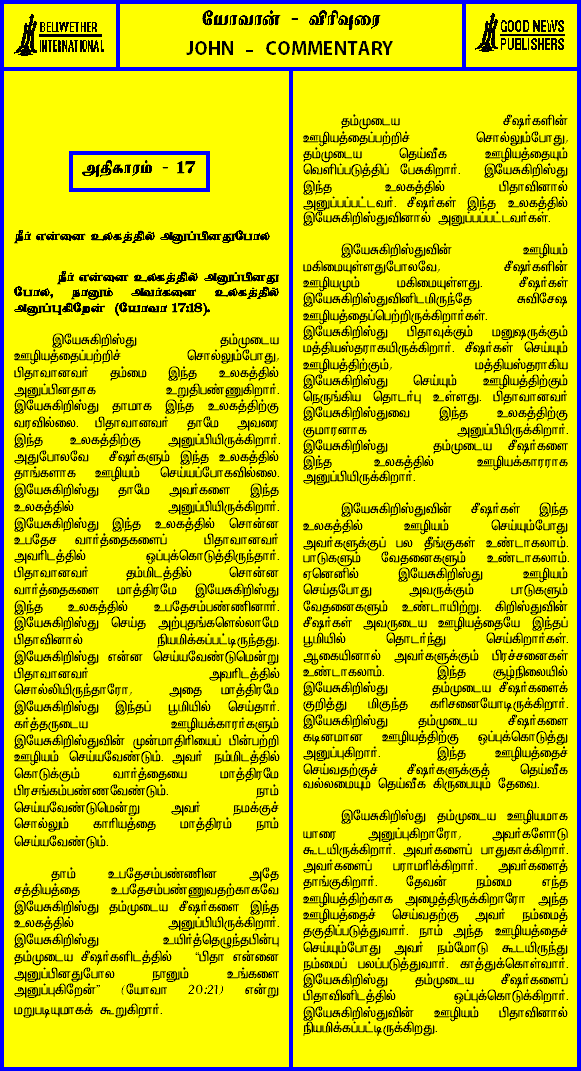 BELIWETHER
INTERNATIONAL
யோவான் - விரிவுரை
JOHN - COMMENTARY
GOOD NEWS
PUBLISHERS
அதிகாரம் - 17
நீர் என்னை உலகத்தில் அனுப்பினதுபோல
நீர் என்னை உலகத்தில் அனுப்பினது
போல, நானும் அவர்களை உலகத்தில்
அனுப்புகிறேன் (யோவா 17:18).
இயேசுகிறிஸ்து தம்முடைய
ஊழியத்தைப்பற்றிச் சொல்லும்போது,
பிதாவானவர் தம்மை இந்த உலகத்தில்
அனுப்பினதாக உறுதிபண்ணுகிறார்.
இயேசுகிறிஸ்து தாமாக இந்த உலகத்திற்கு
வரவில்லை. பிதாவானவர் தாமே அவரை
இந்த உலகத்திற்கு அனுப்பியிருக்கிறார்.
அதுபோலவே சீஷர்களும் இந்த உலகத்தில்
தாங்களாக ஊழியம் செய்யப்போவதில்லை.
இயேசுகிறிஸ்து தாமே அவர்களை இந்த
உலகத்தில் அனுப்பியிருக்கிறார்.
இயேசுகிறிஸ்து இந்த உலகத்தில் சொன்ன
உபதேச வார்த்தைகளைப் பிதாவானவர்
அவரிடத்தில் ஒப்புக்கொடுத்திருந்தார்.
பிதாவானவர் தம்மிடத்தில் சொன்ன
வார்த்தைகளை மாத்திரமே இயேசுகிறிஸ்து
இந்த உலகத்தில் உபதேசம்பண்ணினார்.
இயேசுகிறிஸ்து செய்த அற்புதங்களெல்லாமே
பிதாவினால் நியமிக்கப்பட்டிருந்தது.
இயேசுகிறிஸ்து என்ன செய்யவேண்டுமென்று
பிதாவானவர் அவரிடத்தில்
சொல்லியிருந்தாரோ, அதை மாத்திரமே
இயேசுகிறிஸ்து இந்தப் பூமியில் செய்தார்.
கர்த்தருடைய ஊழியக்காரர்களும்
இயேசுகிறிஸ்துவின் முன்மாதிரியைப் பின்பற்றி
ஊழியம் செய்யவேண்டும். அவர் நம்மிடத்தில்
கொடுக்கும் வார்த்தையை மாத்திரமே
பிரசங்கம்பண்ணவேண்டும். நாம்
செய்யவேண்டுமென்று அவர் நமக்குச்
சொல்லும் காரியத்தை மாத்திரம் நாம்
செய்யவேண்டும்.
தாம் உபதேசம்பண்ணின அதே
சத்தியத்தை உபதேசம்பண்ணுவதற்காகவே
இயேசுகிறிஸ்து தம்முடைய சீஷர்களை இந்த
உலகத்தில் அனுப்பியிருக்கிறார்.
இயேசுகிறிஸ்து உயிர்த்தெழுந்தபின்பு
தம்முடைய சீஷர்களிடத்தில் “பிதா என்னை
அனுப்பினதுபோல நானும் உங்களை
அனுப்புகிறேன்” (யோவா 20:21) என்று
மறுபடியுமாகக் கூறுகிறார்.
தம்முடைய சீஷர்களின்
ஊழியத்தைப்பற்றிச் சொல்லும்போது,
தம்முடைய தெய்வீக ஊழியத்தையும்
வெளிப்படுத்திப் பேசுகிறார். இயேசுகிறிஸ்து
இந்த உலகத்தில் பிதாவினால்
அனுப்பப்பட்டவர். சீஷர்கள் இந்த உலகத்தில்
இயேசுகிறிஸ்துவினால் அனுப்பப்பட்டவர்கள்.
இயேசுகிறிஸ்துவின் ஊழியம்
மகிமையுள்ளதுபோலவே, சீஷர்களின்
ஊழியமும் மகிமையுள்ளது. சீஷர்கள்
இயேசுகிறிஸ்துவினிடமிருந்தே சுவிசேஷ
ஊழியத்தைப்பெற்றிருக்கிறார்கள்.
இயேசுகிறிஸ்து பிதாவுக்கும் மனுஷருக்கும்
மத்தியஸ்தராகயிருக்கிறார். சீஷர்கள் செய்யும்
ஊழியத்திற்கும், மத்தியஸ்தராகிய
இயேசுகிறிஸ்து செய்யும் ஊழியத்திற்கும்
நெருங்கிய தொடர்பு உள்ளது. பிதாவானவர்
இயேசுகிறிஸ்துவை இந்த உலகத்திற்கு
குமாரனாக அனுப்பியிருக்கிறார்.
இயேசுகிறிஸ்து தம்முடைய சீஷர்களை
இந்த உலகத்தில் ஊழியக்காரராக
அனுப்பியிருக்கிறார்.
இயேசுகிறிஸ்துவின் சீஷர்கள் இந்த
உலகத்தில் ஊழியம் செய்யும்போது
அவர்களுக்குப் பல தீங்குகள் உண்டாகலாம்.
பாடுகளும் வேதனைகளும் உண்டாகலாம்.
ஏனெனில் இயேசுகிறிஸ்து ஊழியம்
செய்தபோது அவருக்கும் பாடுகளும்
வேதனைகளும் உண்டாயிற்று. கிறிஸ்துவின்
சீஷர்கள் அவருடைய ஊழியத்தையே இந்தப்
பூமியில் தொடர்ந்து செய்கிறார்கள்.
ஆகையினால் அவர்களுக்கும் பிரச்சனைகள்
உண்டாகலாம். இந்த சூழ்நிலையில்
இயேசுகிறிஸ்து தம்முடைய சீஷர்களைக்
குறித்து மிகுந்த கரிசனையோடிருக்கிறார்.
இயேசுகிறிஸ்து தம்முடைய சீஷர்களை
கடினமான ஊழியத்திற்கு ஒப்புக்கொடுத்து
அனுப்புகிறார். இந்த ஊழியத்தைச்
செய்வதற்குச் சீஷர்களுக்குத் தெய்வீக
வல்லமையும் தெய்வீக கிருபையும் தேவை.
இயேசுகிறிஸ்து தம்முடைய ஊழியமாக
யாரை அனுப்புகிறாரோ, அவர்களோடு
கூடயிருக்கிறார். அவர்களைப் பாதுகாக்கிறார்.
அவர்களைப் பராமரிக்கிறார். அவர்களைத்
தாங்குகிறார். தேவன் நம்மை எந்த
ஊழியத்திற்காக அழைத்திருக்கிறாரோ அந்த
ஊழியத்தைச் செய்வதற்கு அவர் நம்மைத்
தகுதிப்படுத்துவார். நாம் அந்த ஊழியத்தைச்
செய்யும்போது அவர் நம்மோடு கூடயிருந்து
நம்மைப் பலப்படுத்துவார். காத்துக்கொள்வார்.
இயேசுகிறிஸ்து தம்முடைய சீஷர்களைப்
பிதாவினிடத்தில் ஒப்புக்கொடுக்கிறார்.
இயேசுகிறிஸ்துவின் ஊழியம் பிதாவினால்
நியமிக்கப்பட்டிருக்கிறது.